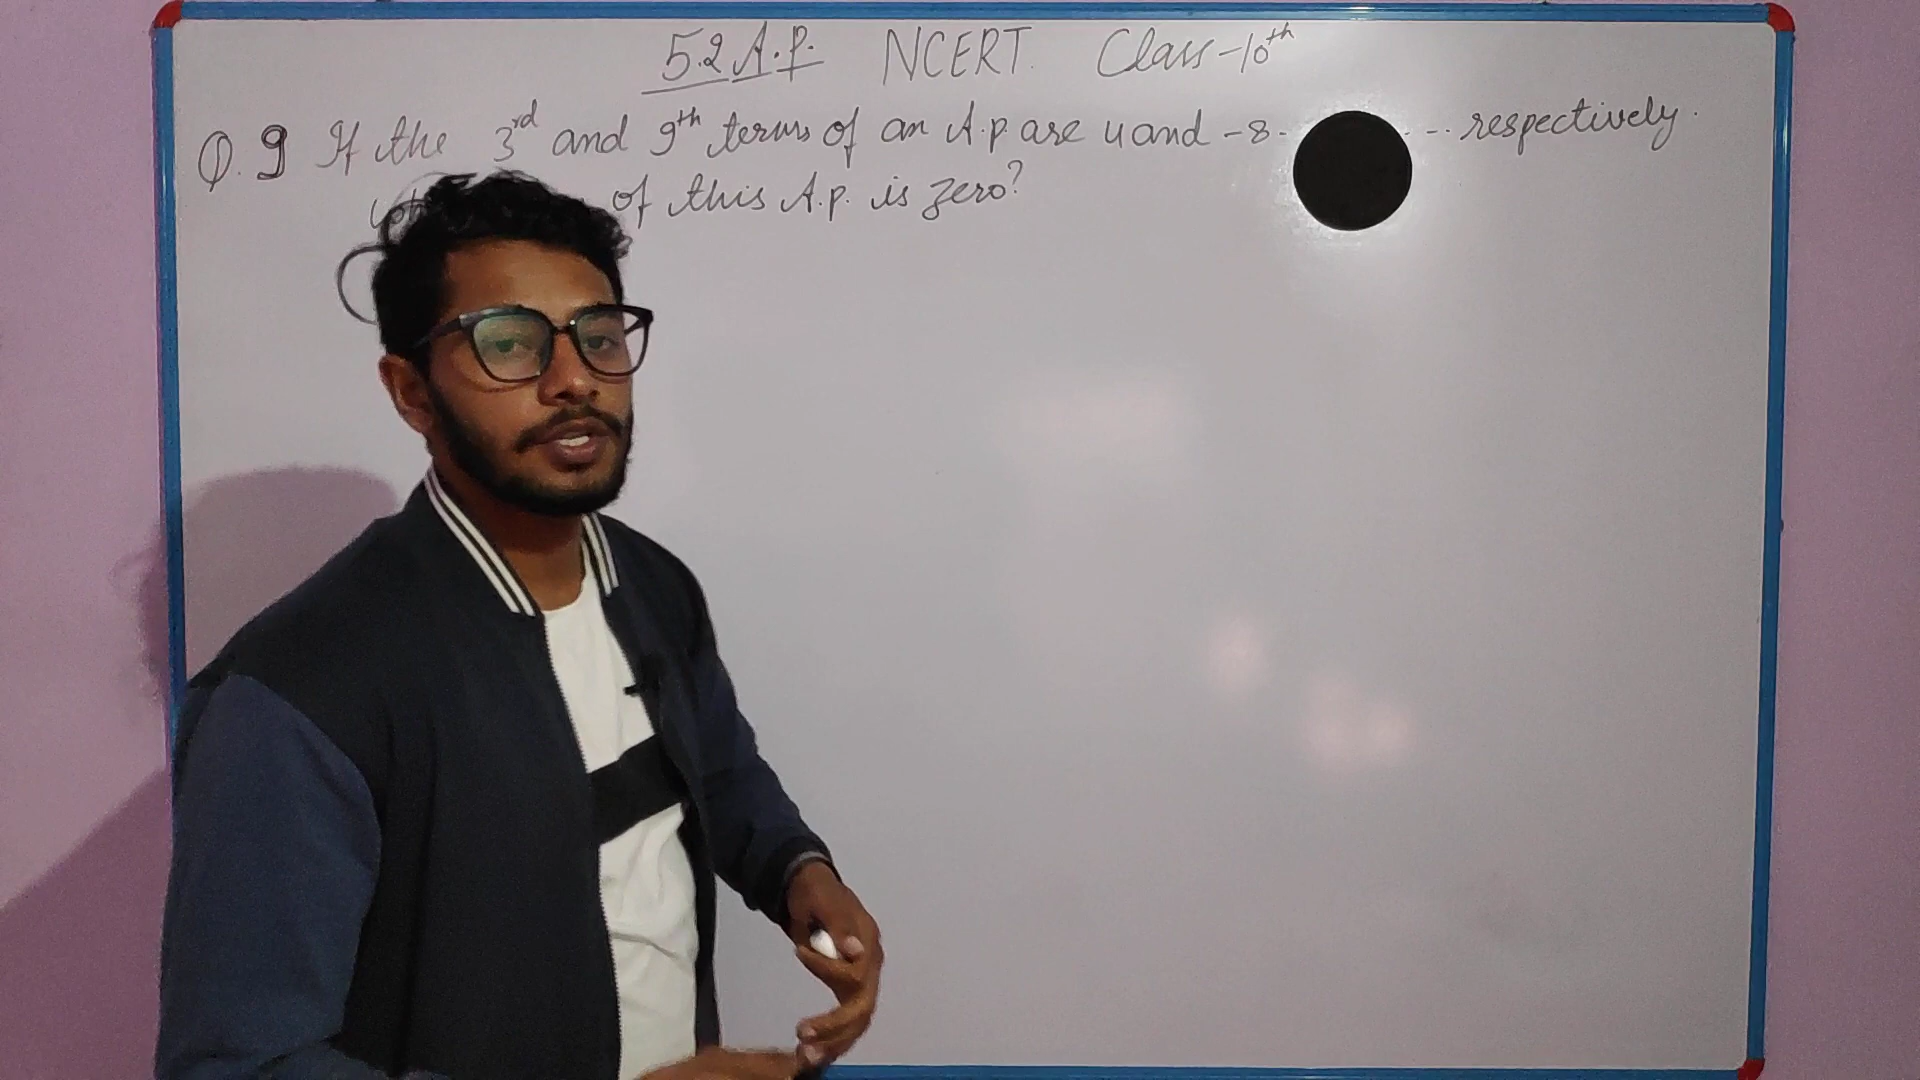 5.2 A.P. NCERT. Class-10th
Q.9 If the 3rd and 9th terms of an A.p. are 4 and -8 - -- respectively.
of this A.p. is zero?